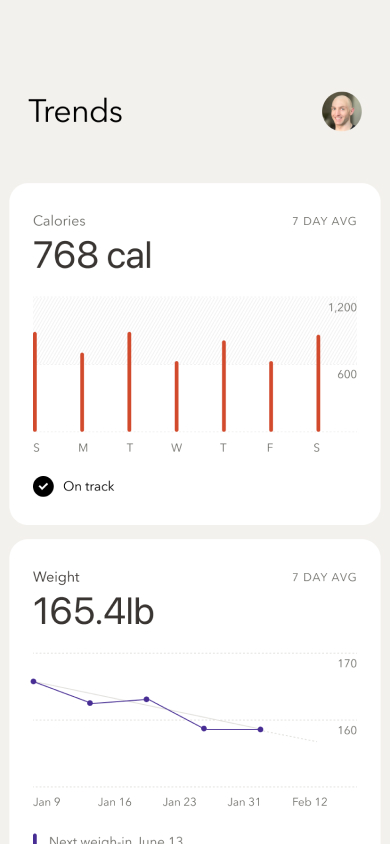 Trends
Calories
7 DAY AVG
768 cal
1,200
600
S M T W T F S
On track
Weight
7 DAY AVG
165.4lb
170
160
Jan 9 Jan 16 Jan 23 Jan 31 Feb 12
Next weigh-in June 13